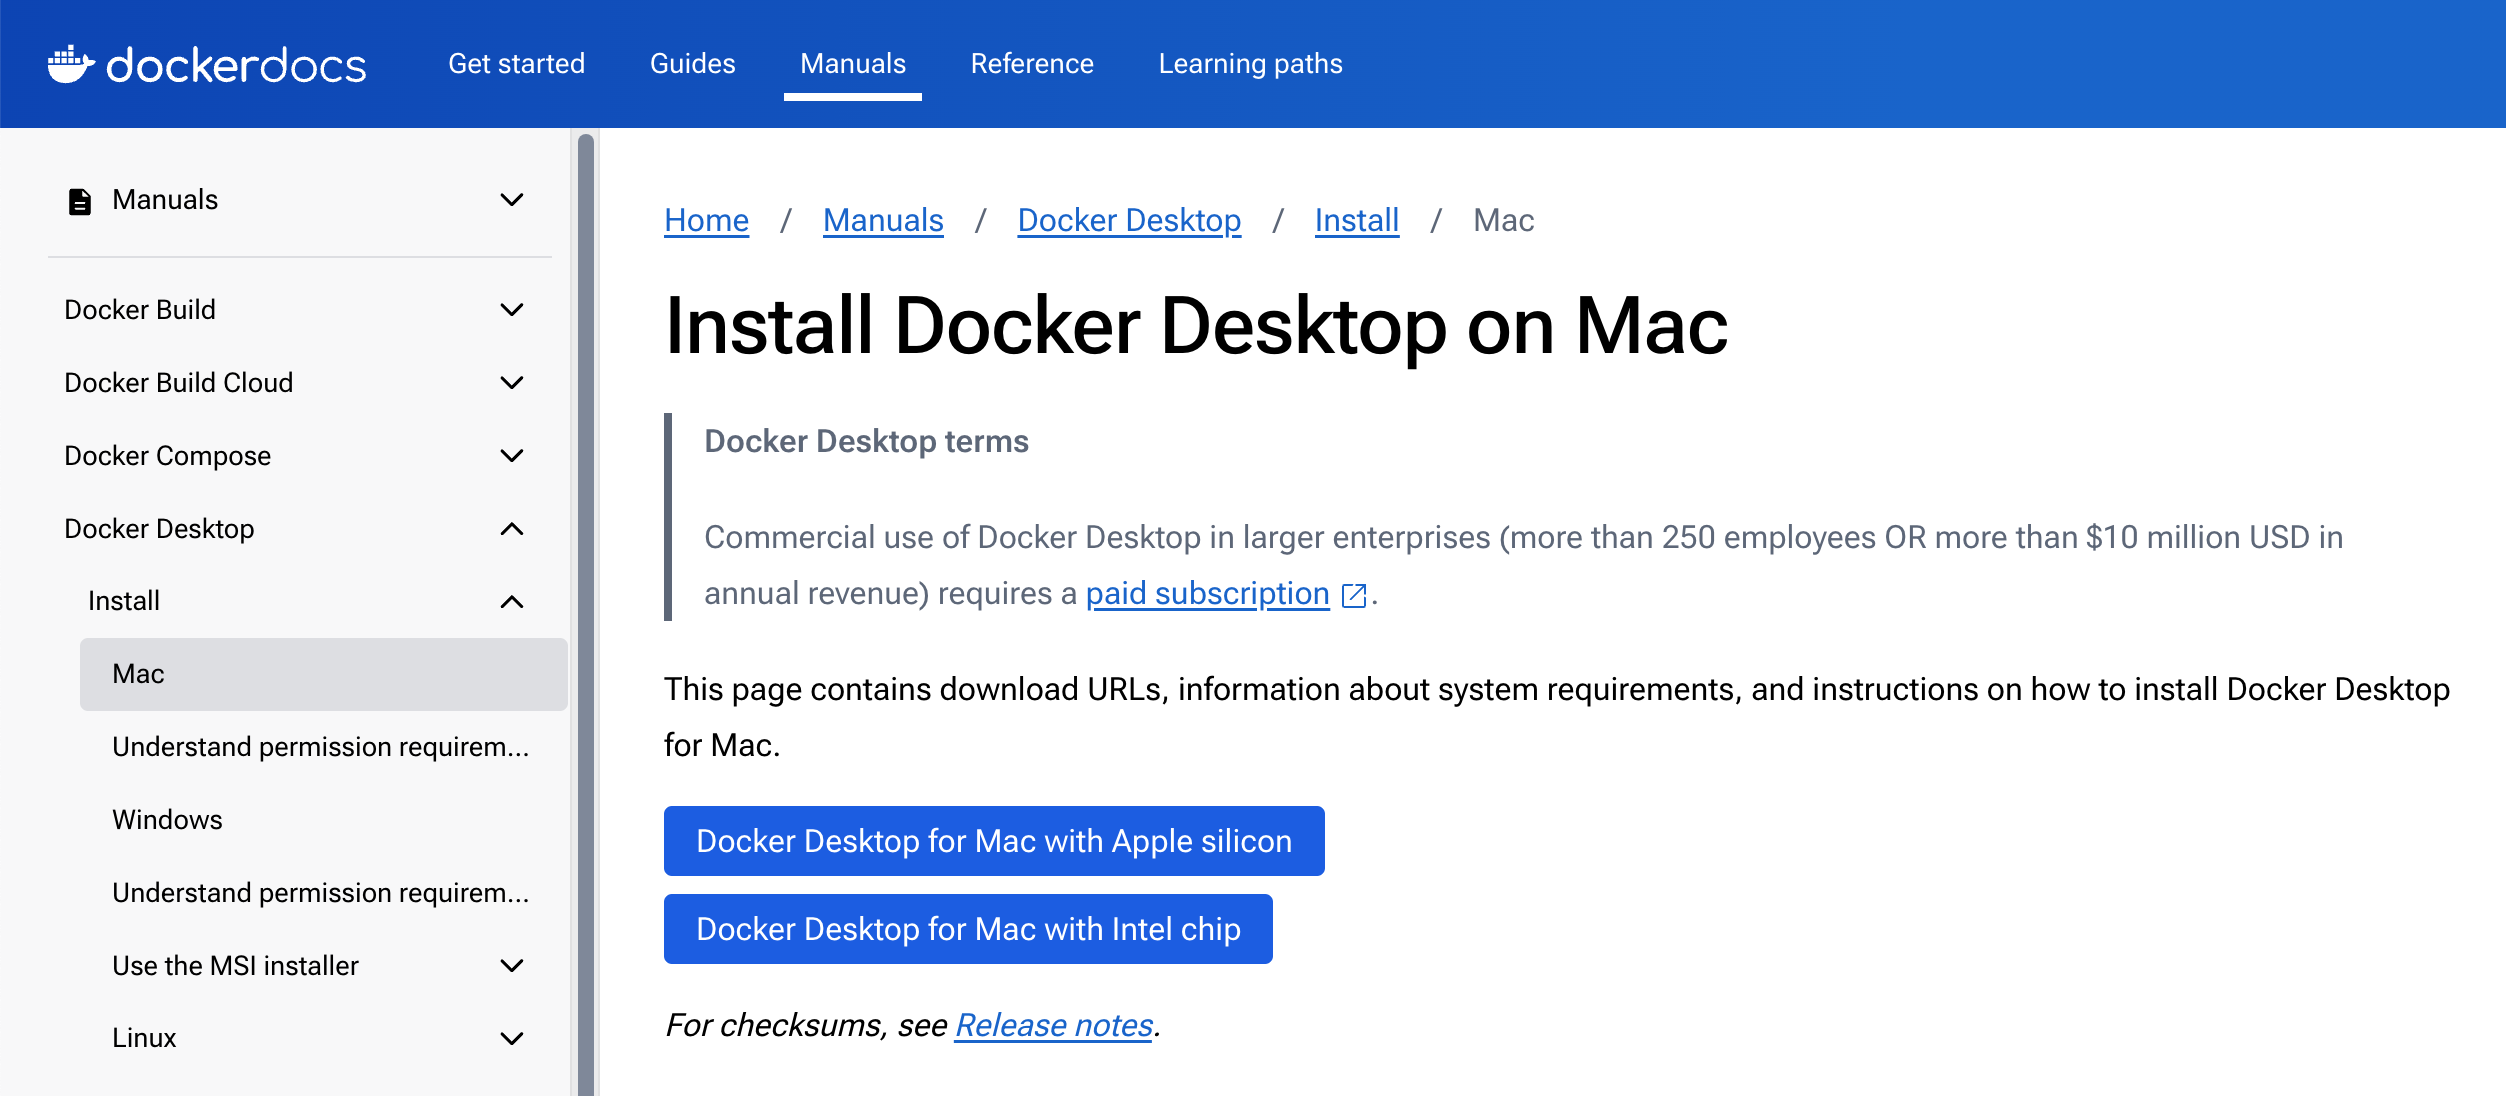 dockerdocs
Get started
Guides
Manuals
Reference
Learning paths
Manuals
Docker Build
Docker Build Cloud
Docker Compose
Docker Desktop
Install
Mac
Understand permission requirem...
Windows
Understand permission requirem...
Use the MSI installer
Linux
Home / Manuals / Docker Desktop / Install / Mac
Install Docker Desktop on Mac
Docker Desktop terms
Commercial use of Docker Desktop in larger enterprises (more than 250 employees OR more than $10 million USD in
annual revenue) requires a paid subscription.
This page contains download URLs, information about system requirements, and instructions on how to install Docker Desktop
for Mac.
Docker Desktop for Mac with Apple silicon
Docker Desktop for Mac with Intel chip
For checksums, see Release notes.